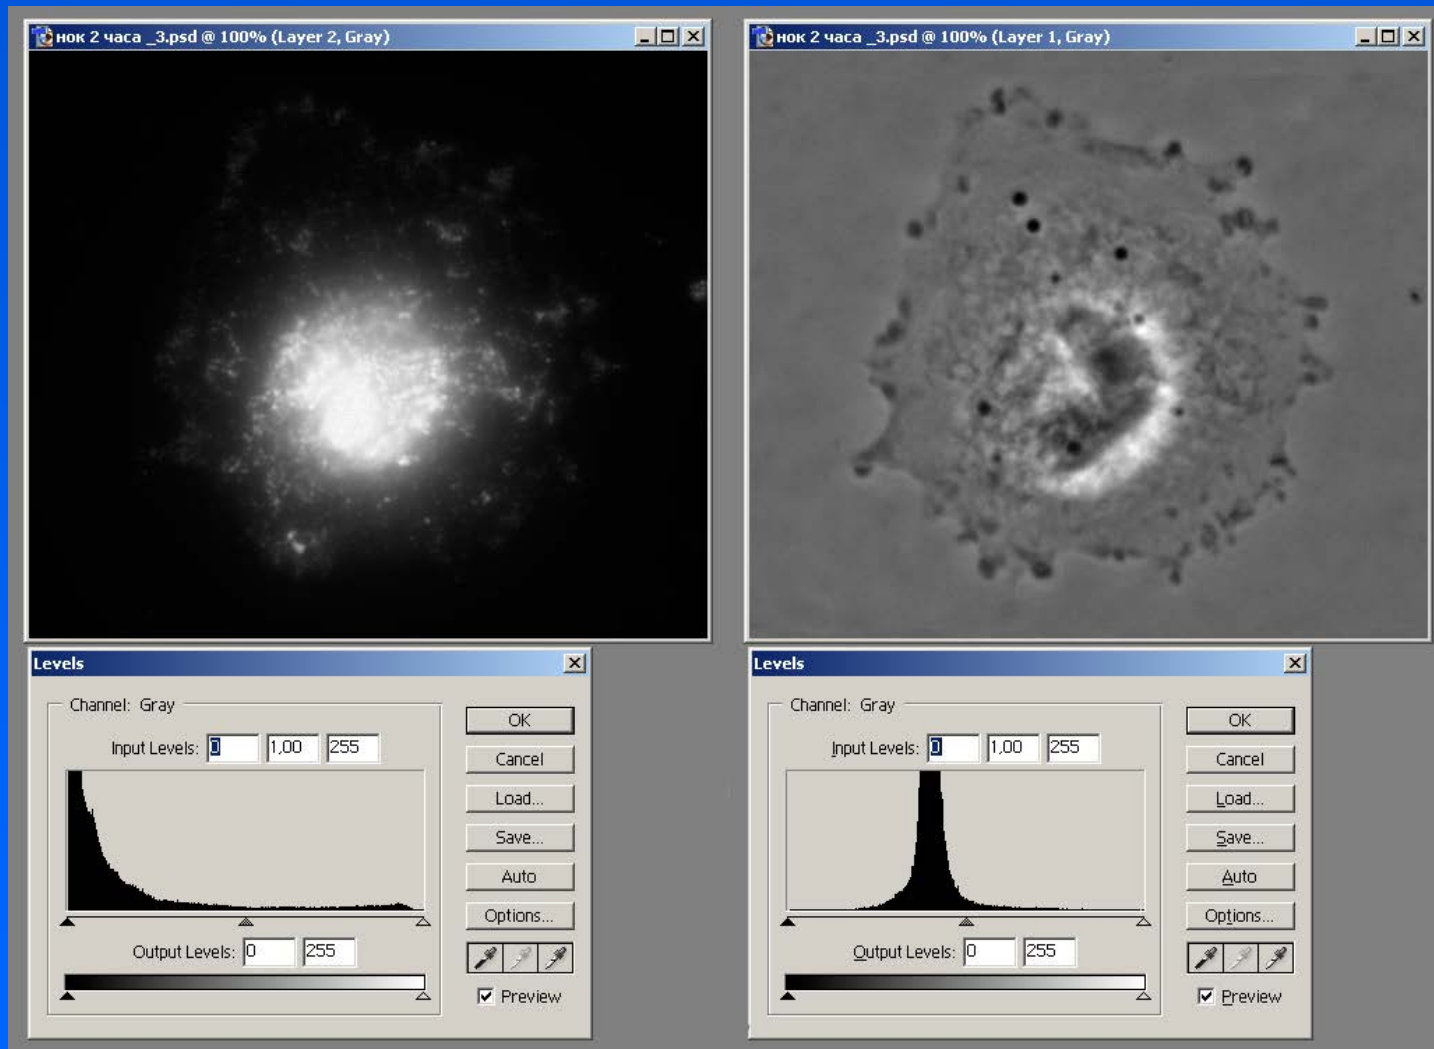 нок 2 часа _3.psd @ 100% (Layer 2, Gray)
нок 2 часа _3.psd @ 100% (Layer 1, Gray)
Levels
Channel: Gray
Input Levels: 0 1,00 255
Output Levels: 0 255
OK
Cancel
Load...
Save...
Auto
Options...
Preview
Levels
Channel: Gray
Input Levels: 0 1,00 255
Output Levels: 0 255
OK
Cancel
Load...
Save...
Auto
Options...
Preview